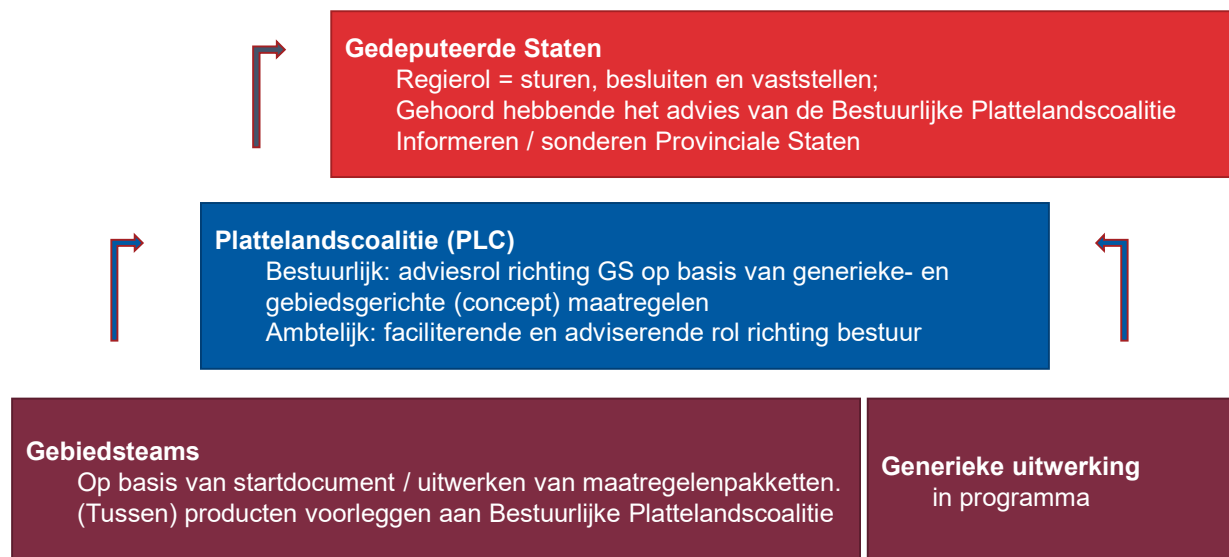 Gedeputeerde Staten
Regierol = sturen, besluiten en vaststellen;
Gehoord hebbende het advies van de Bestuurlijke Plattelandscoalitie
Informeren / sonderen Provinciale Staten
Plattelandscoalitie (PLC)
Bestuurlijk: adviesrol richting GS op basis van generieke- en
gebiedsgerichte (concept) maatregelen
Ambtelijk: faciliterende en adviserende rol richting bestuur
Gebiedsteams
Op basis van startdocument / uitwerken van maatregelenpakketten.
(Tussen) producten voorleggen aan Bestuurlijke Plattelandscoalitie
Generieke uitwerking
in programma